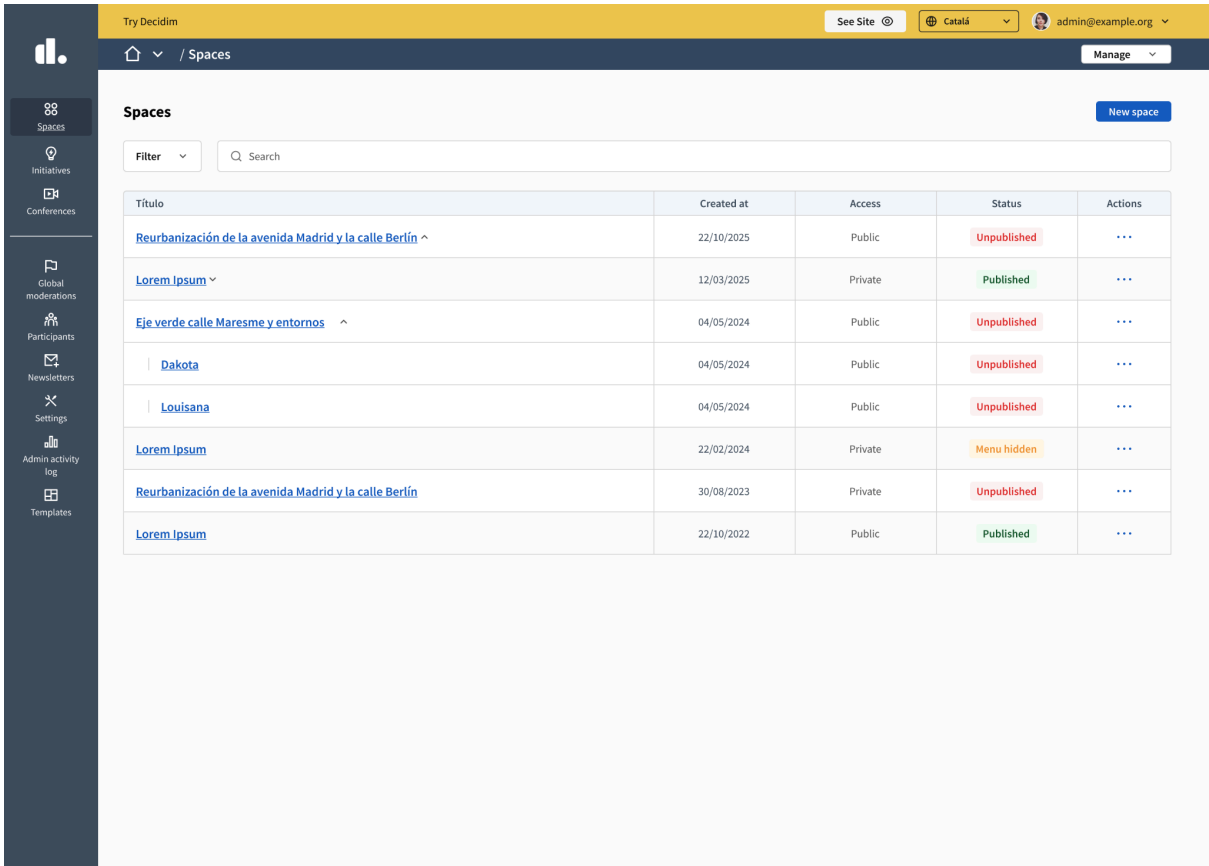 Try Decidim
See Site
Catalá
admin@example.org
d.
/ Spaces
Manage
Spaces
Initiatives
Conferences
Global
moderations
Participants
Newsletters
Settings
Admin activity
log
Templates
Spaces
New space
Filter
Search
Título Created at Access Status Actions
Reurbanización de la avenida Madrid y la calle Berlín 22/10/2025 Public Unpublished ...
Lorem Ipsum 12/03/2025 Private Published ...
Eje verde calle Maresme y entornos 04/05/2024 Public Unpublished ...
Dakota 04/05/2024 Public Unpublished ...
Louisana 04/05/2024 Public Unpublished ...
Lorem Ipsum 22/02/2024 Private Menu hidden ...
Reurbanización de la avenida Madrid y la calle Berlín 30/08/2023 Private Unpublished ...
Lorem Ipsum 22/10/2022 Public Published ...